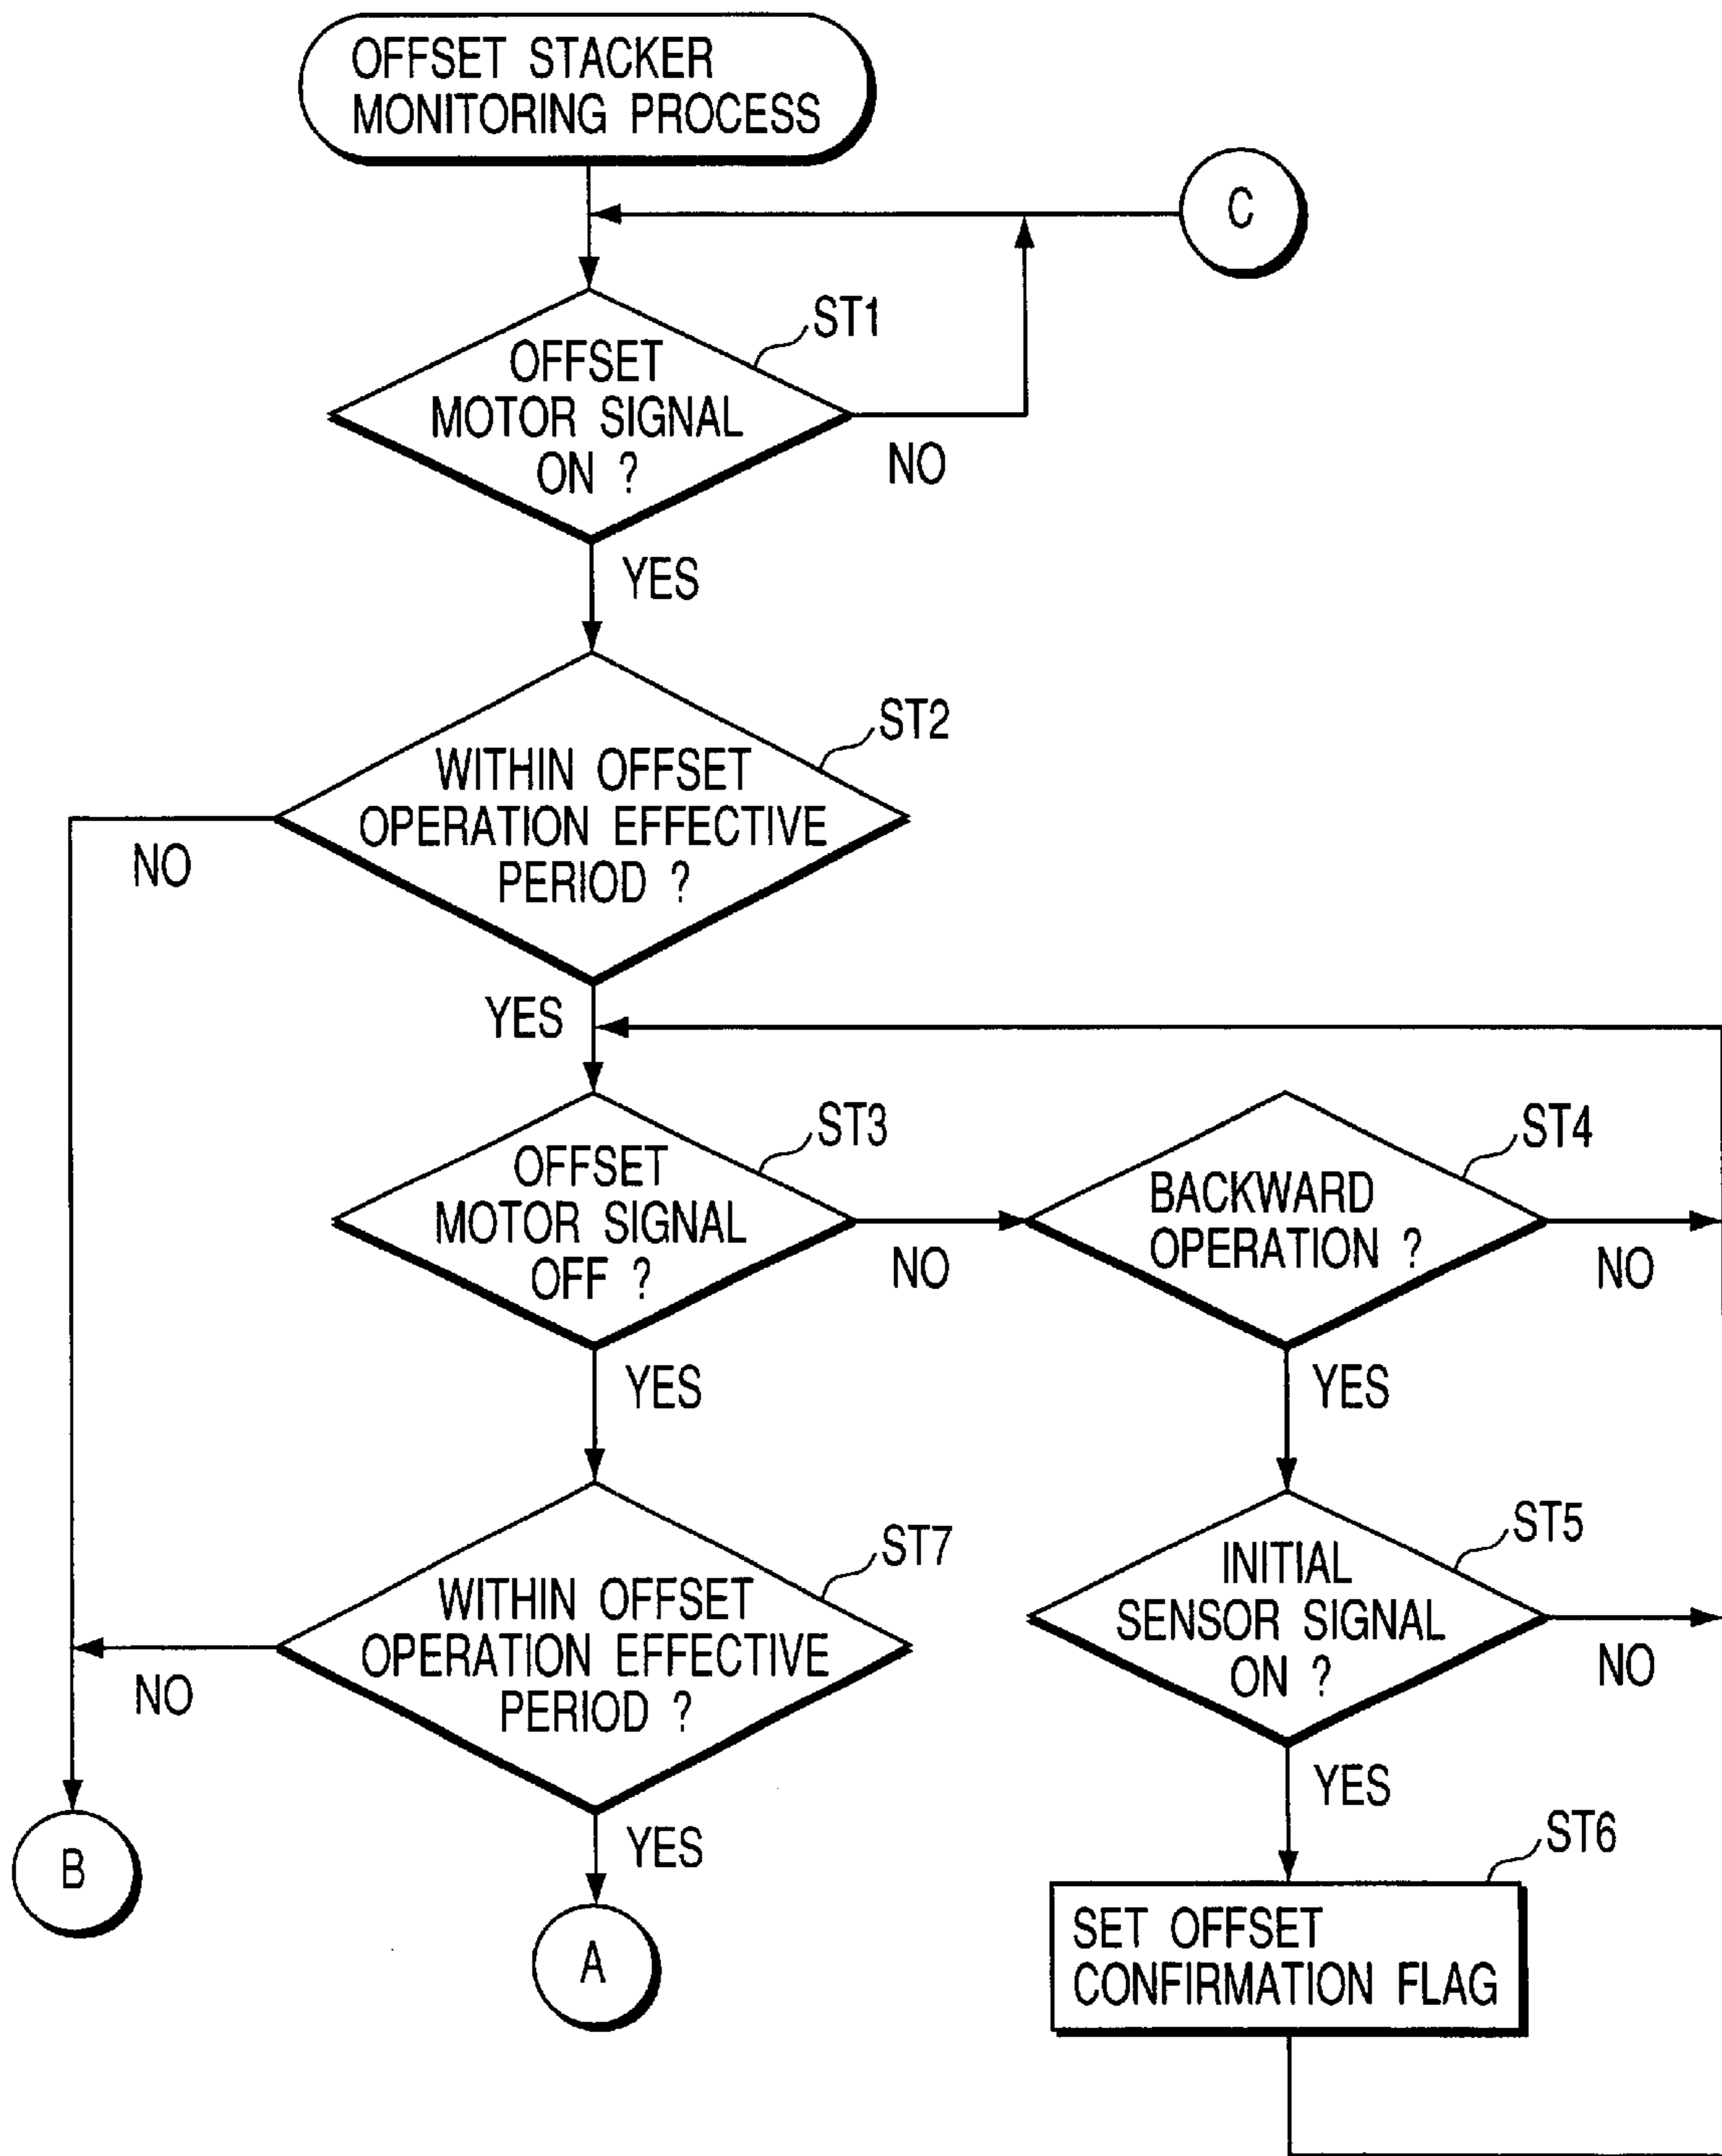 OFFSET STACKER
MONITORING PROCESS
C
ST1
OFFSET
MOTOR SIGNAL
ON ?
NO
YES
ST2
WITHIN OFFSET
OPERATION EFFECTIVE
PERIOD ?
NO
YES
ST3
OFFSET
MOTOR SIGNAL
OFF ?
NO
YES
ST4
BACKWARD
OPERATION ?
NO
YES
ST7
WITHIN OFFSET
OPERATION EFFECTIVE
PERIOD ?
NO
YES
ST5
INITIAL
SENSOR SIGNAL
ON ?
NO
YES
B
A
ST6
SET OFFSET
CONFIRMATION FLAG